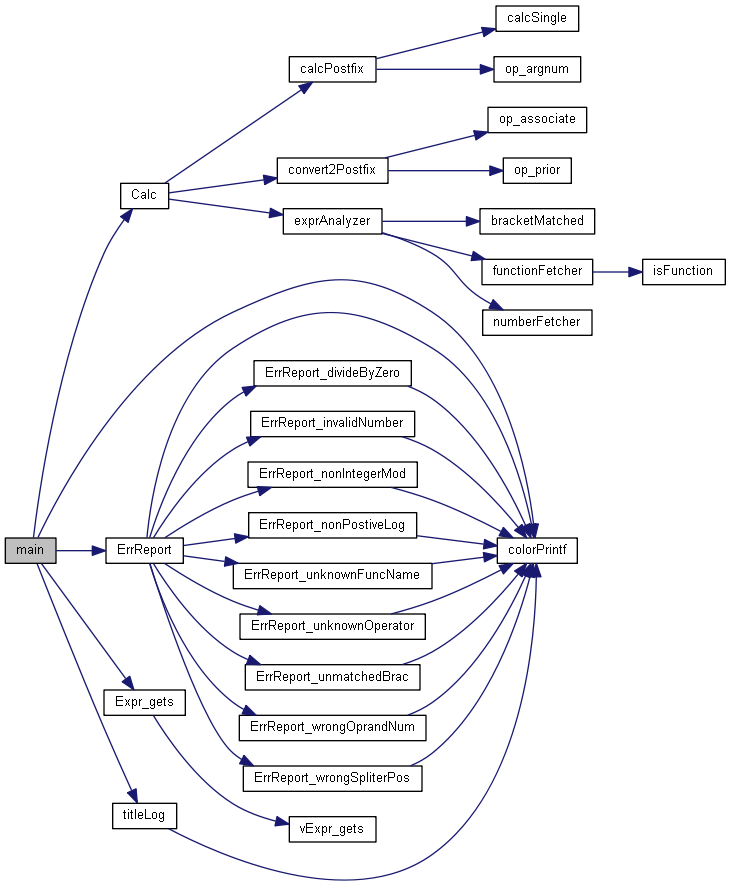 calcSingle
calcPostfix
op_argnum
op_associate
convert2Postfix
op_prior
Calc
exprAnalyzer
bracketMatched
functionFetcher
isFunction
numberFetcher
ErrReport_divideByZero
ErrReport_invalidNumber
ErrReport_nonIntegerMod
ErrReport_nonPostiveLog
main
ErrReport
colorPrintf
ErrReport_unknownFuncName
ErrReport_unknownOperator
ErrReport_unmatchedBrac
Expr_gets
ErrReport_wrongOprandNum
ErrReport_wrongSpliterPos
titleLog
vExpr_gets